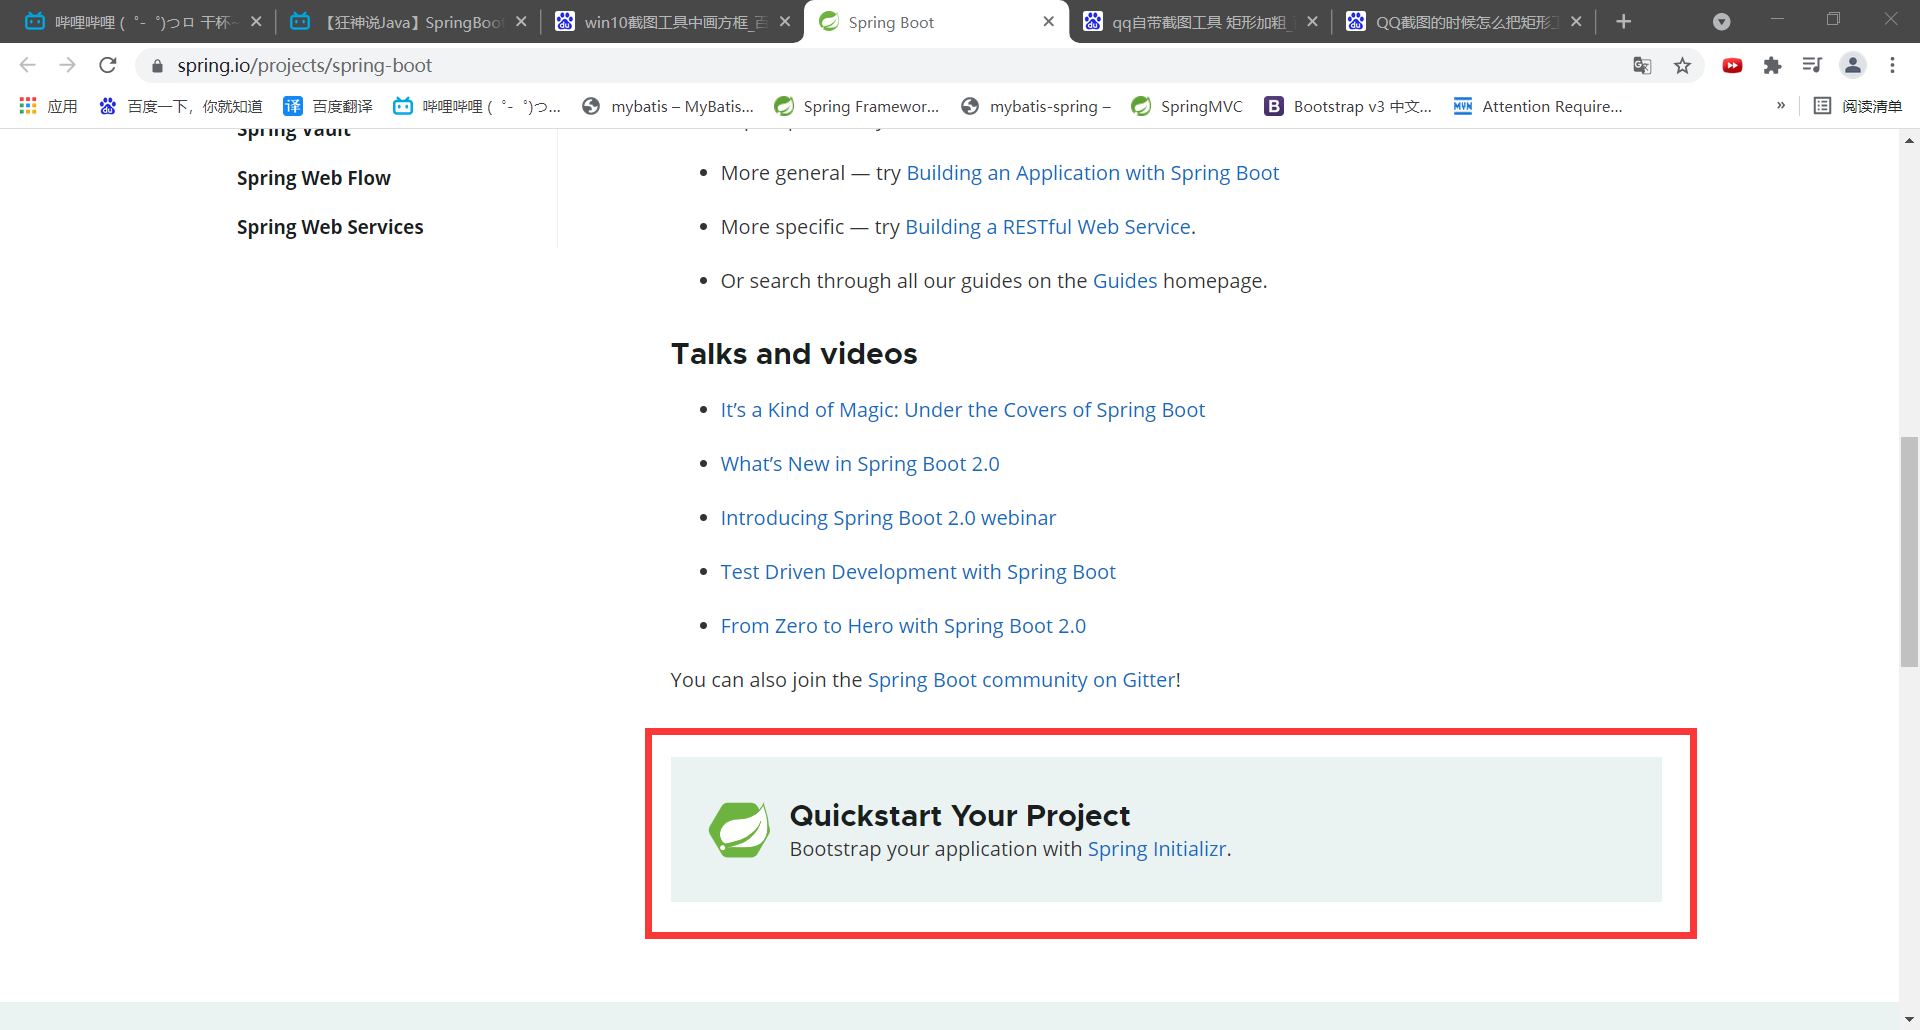 哔哩哔哩 (゜-゜)つロ 干杯~
【狂神说Java】SpringBoo
win10截图工具中画方框_百
Spring Boot
qq自带截图工具 矩形加粗_
QQ截图的时候怎么把矩形
spring.io/projects/spring-boot
应用
百度一下，你就知道
百度翻译
哔哩哔哩 (゜-゜)つ...
mybatis – MyBatis...
Spring Framewor...
mybatis-spring –
SpringMVC
Bootstrap v3 中文...
Attention Require...
»
阅读清单
Spring Vault
Spring Web Flow
Spring Web Services
More general — try Building an Application with Spring Boot
More specific — try Building a RESTful Web Service.
Or search through all our guides on the Guides homepage.
Talks and videos
It’s a Kind of Magic: Under the Covers of Spring Boot
What’s New in Spring Boot 2.0
Introducing Spring Boot 2.0 webinar
Test Driven Development with Spring Boot
From Zero to Hero with Spring Boot 2.0
You can also join the Spring Boot community on Gitter!
Quickstart Your Project
Bootstrap your application with Spring Initializr.